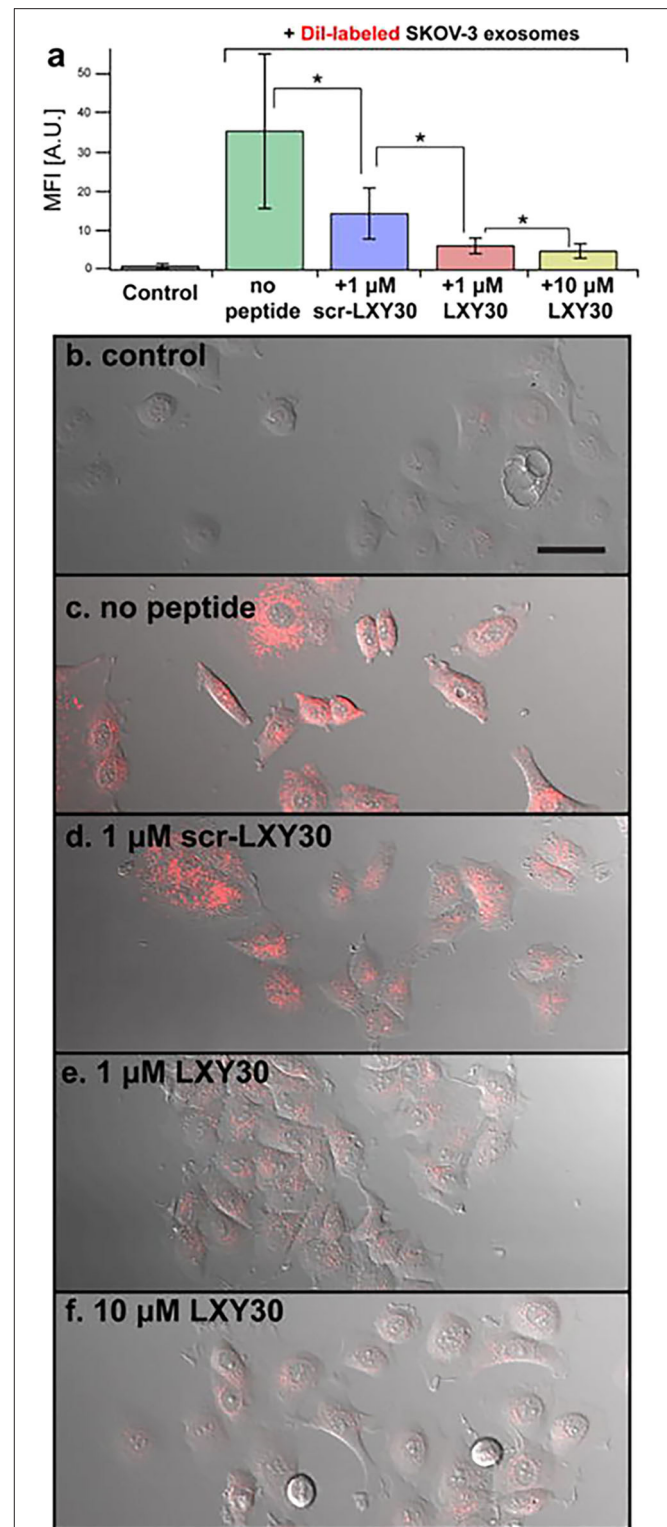 a
+ DiI-labeled SKOV-3 exosomes
MFI [A.U.]
50
40
30
20
10
0
*
*
*
Control
no
peptide
+1 µM
scr-LXY30
+1 µM
LXY30
+10 µM
LXY30
b. control
c. no peptide
d. 1 µM scr-LXY30
e. 1 µM LXY30
f. 10 µM LXY30